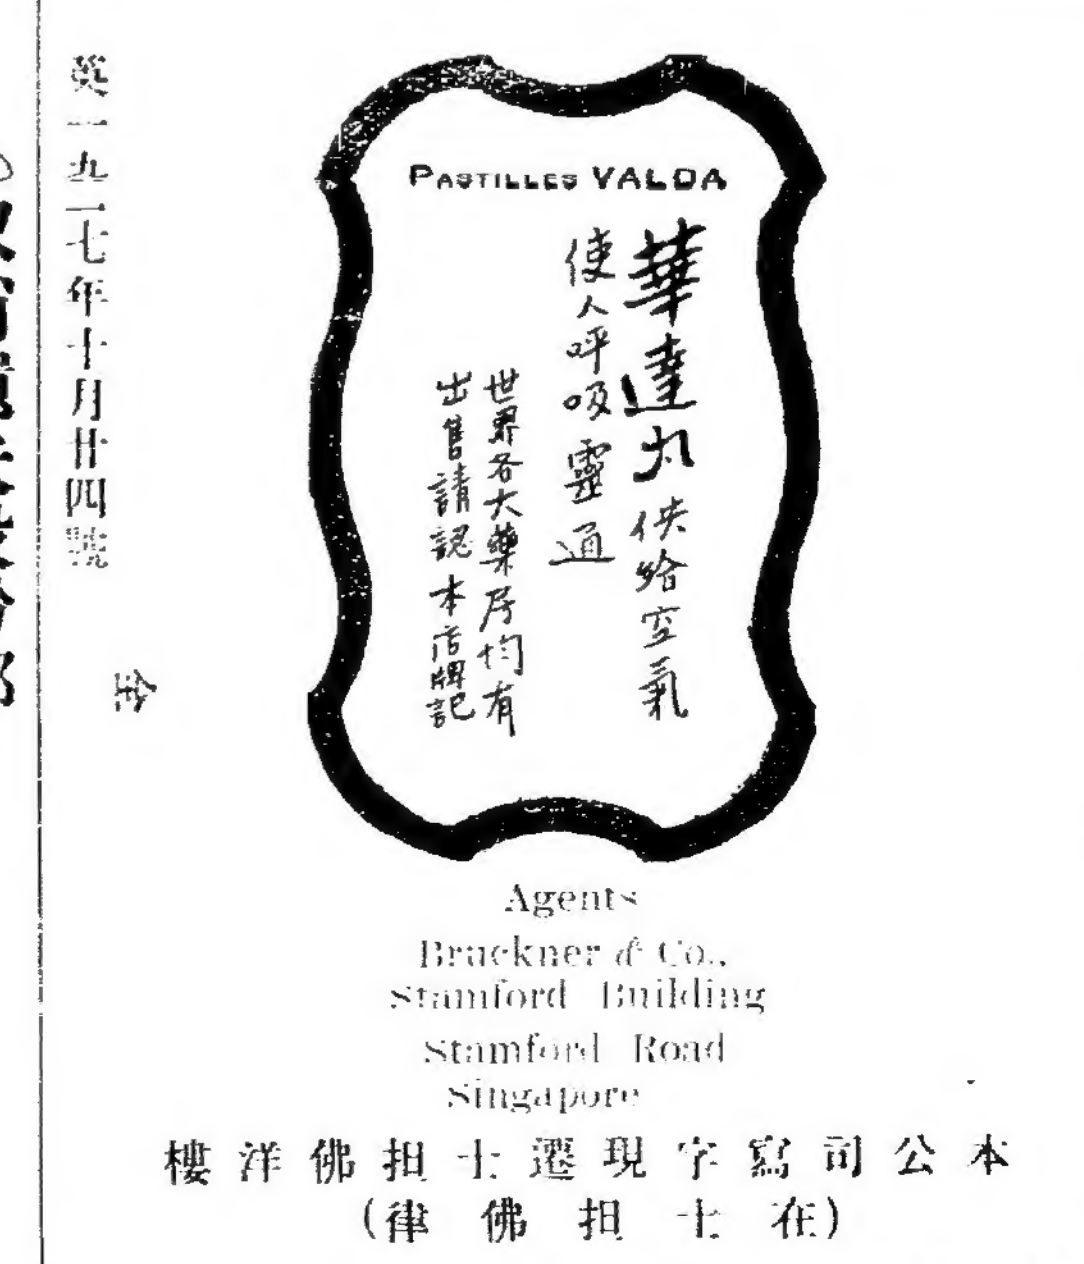 PASTILLES VALDA
華達丸供給空氣
使人呼吸靈通
世界各大藥房均有
出售請認本店牌記
Agents
Bruckner & Co.,
Stamford Building
Stamford Road
Singapore
本公司寫字現遷士担佛洋樓
(在士担佛律)
英一九二七年十月廿四號